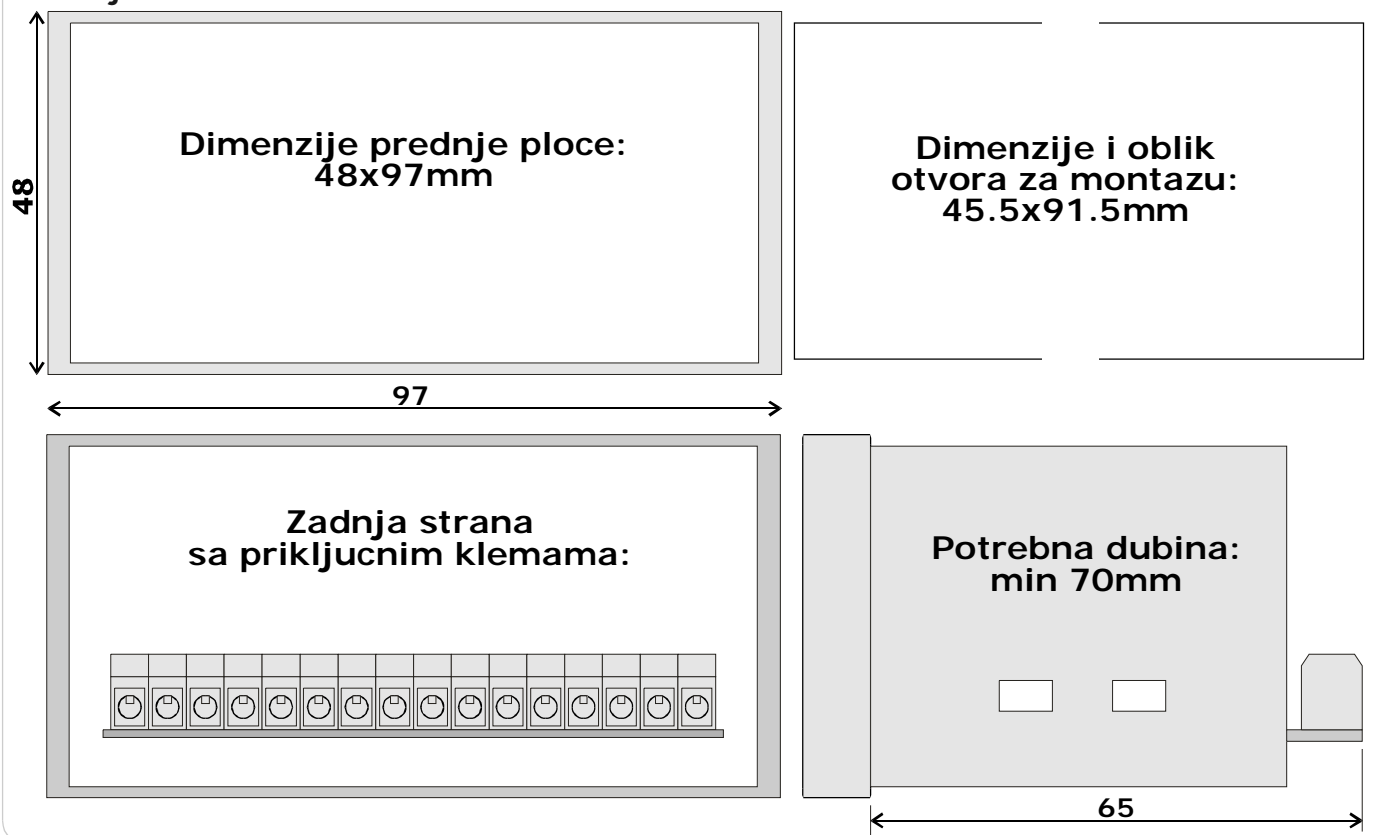 Dimenzije prednje ploce:
48x97mm
Dimenzije i oblik
otvora za montazu:
45.5x91.5mm
48
97
Zadnja strana
sa prikljucnim klemama:
Potrebna dubina:
min 70mm
65